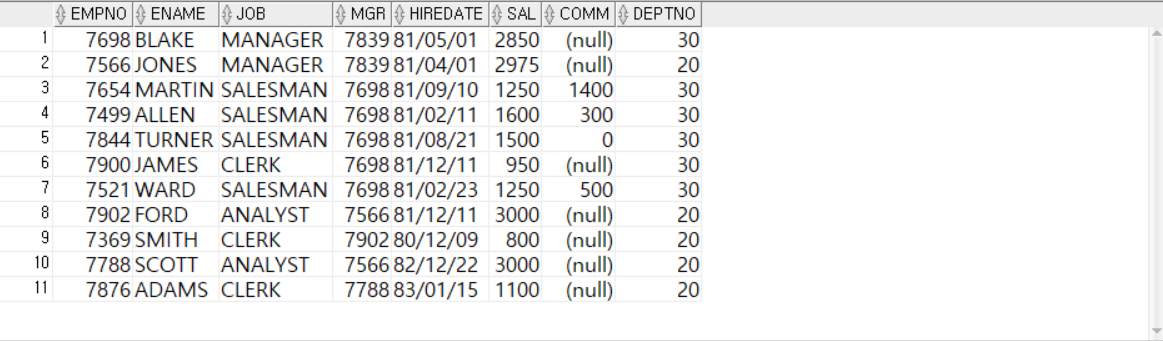 EMPNO ENAME JOB MGR HIREDATE SAL COMM DEPTNO
1 7698 BLAKE MANAGER 7839 81/05/01 2850 (null) 30
2 7566 JONES MANAGER 7839 81/04/01 2975 (null) 20
3 7654 MARTIN SALESMAN 7698 81/09/10 1250 1400 30
4 7499 ALLEN SALESMAN 7698 81/02/11 1600 300 30
5 7844 TURNER SALESMAN 7698 81/08/21 1500 0 30
6 7900 JAMES CLERK 7698 81/12/11 950 (null) 30
7 7521 WARD SALESMAN 7698 81/02/23 1250 500 30
8 7902 FORD ANALYST 7566 81/12/11 3000 (null) 20
9 7369 SMITH CLERK 7902 80/12/09 800 (null) 20
10 7788 SCOTT ANALYST 7566 82/12/22 3000 (null) 20
11 7876 ADAMS CLERK 7788 83/01/15 1100 (null) 20